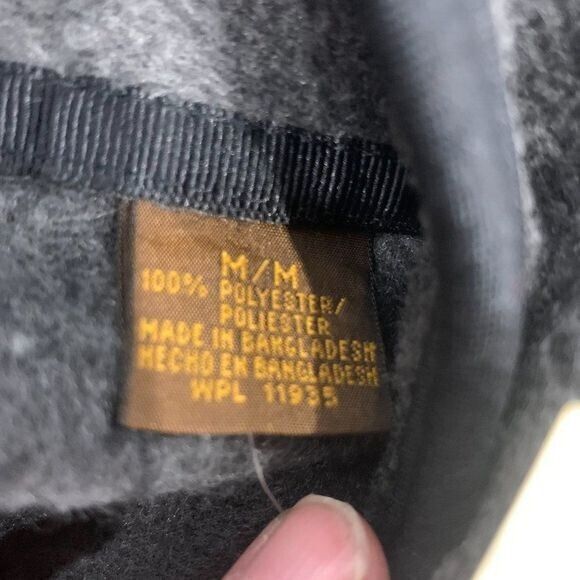 M/M
100% POLYESTER/
POLIESTER
MADE IN BANGLADESH
HECHO EN BANGLADESH
WPL 11935